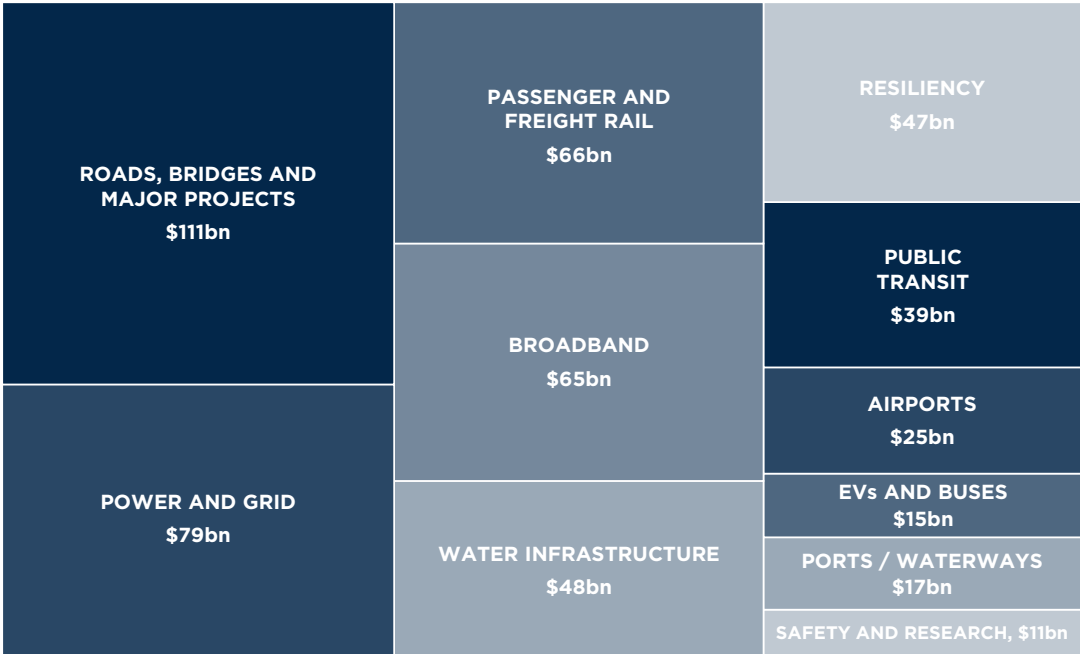 ROADS, BRIDGES AND
MAJOR PROJECTS
$111bn
POWER AND GRID
$79bn
PASSENGER AND
FREIGHT RAIL
$66bn
BROADBAND
$65bn
WATER INFRASTRUCTURE
$48bn
RESILIENCY
$47bn
PUBLIC
TRANSIT
$39bn
AIRPORTS
$25bn
EVs AND BUSES
$15bn
PORTS / WATERWAYS
$17bn
SAFETY AND RESEARCH, $11bn